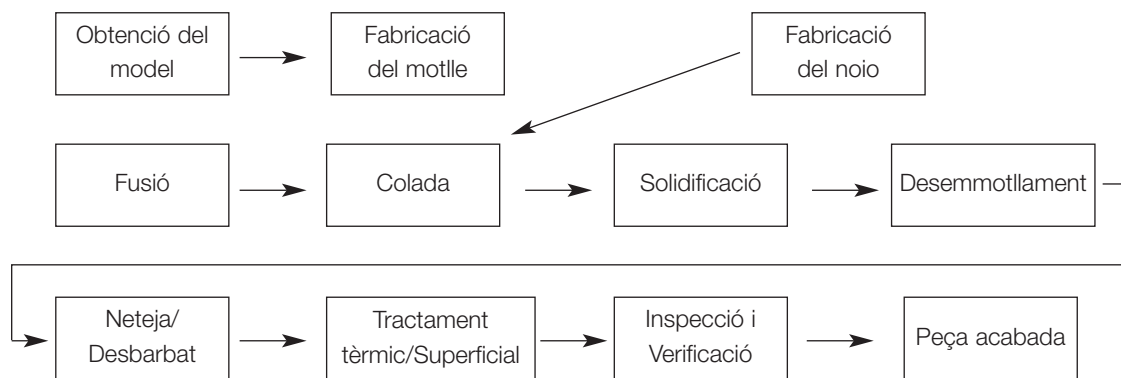 Obtenció del
model
Fabricació
del motlle
Fabricació
del noio
Fusió
Colada
Solidificació
Desemmotllament
Neteja/
Desbarbat
Tractament
tèrmic/Superficial
Inspecció i
Verificació
Peça acabada